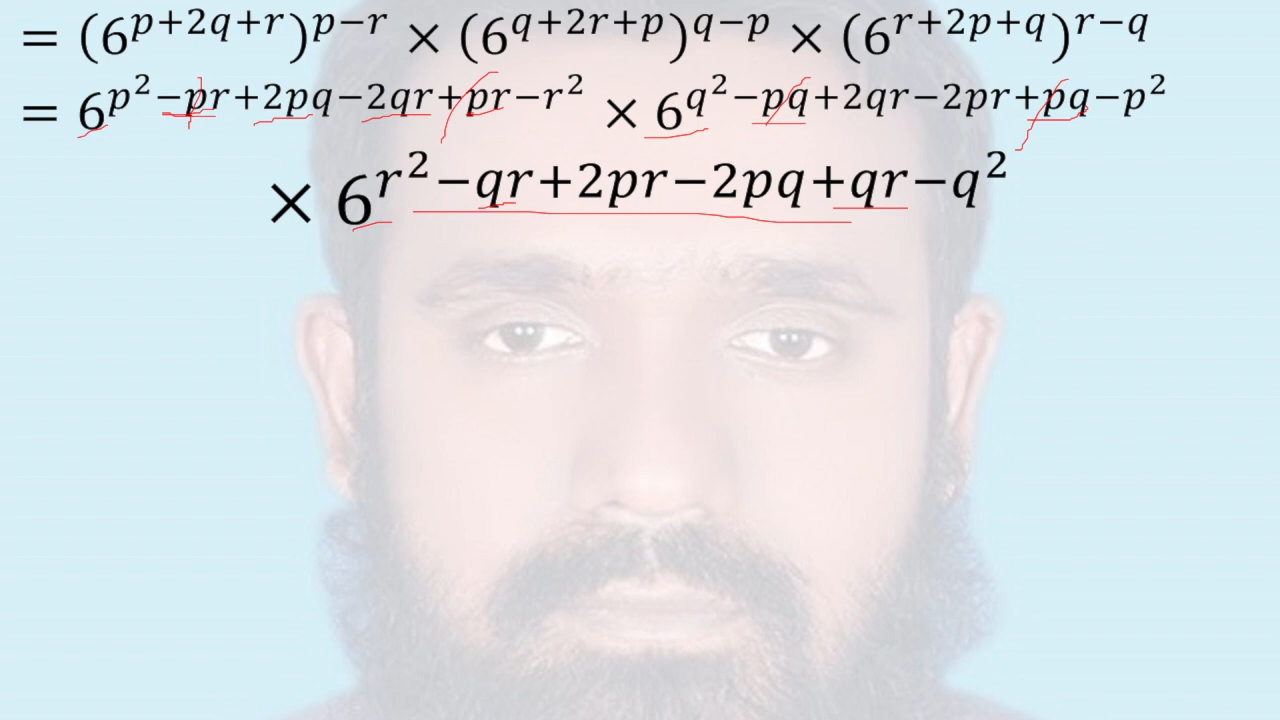 = (6^{p+2q+r})^{p−r} × (6^{q+2r+p})^{q−p} × (6^{r+2p+q})^{r−q}
= 6^{p²−pr+2pq−2qr+pr−r²} × 6^{q²−pq+2qr−2pr+pq−p²}
× 6^{r²−qr+2pr−2pq+qr−q²}